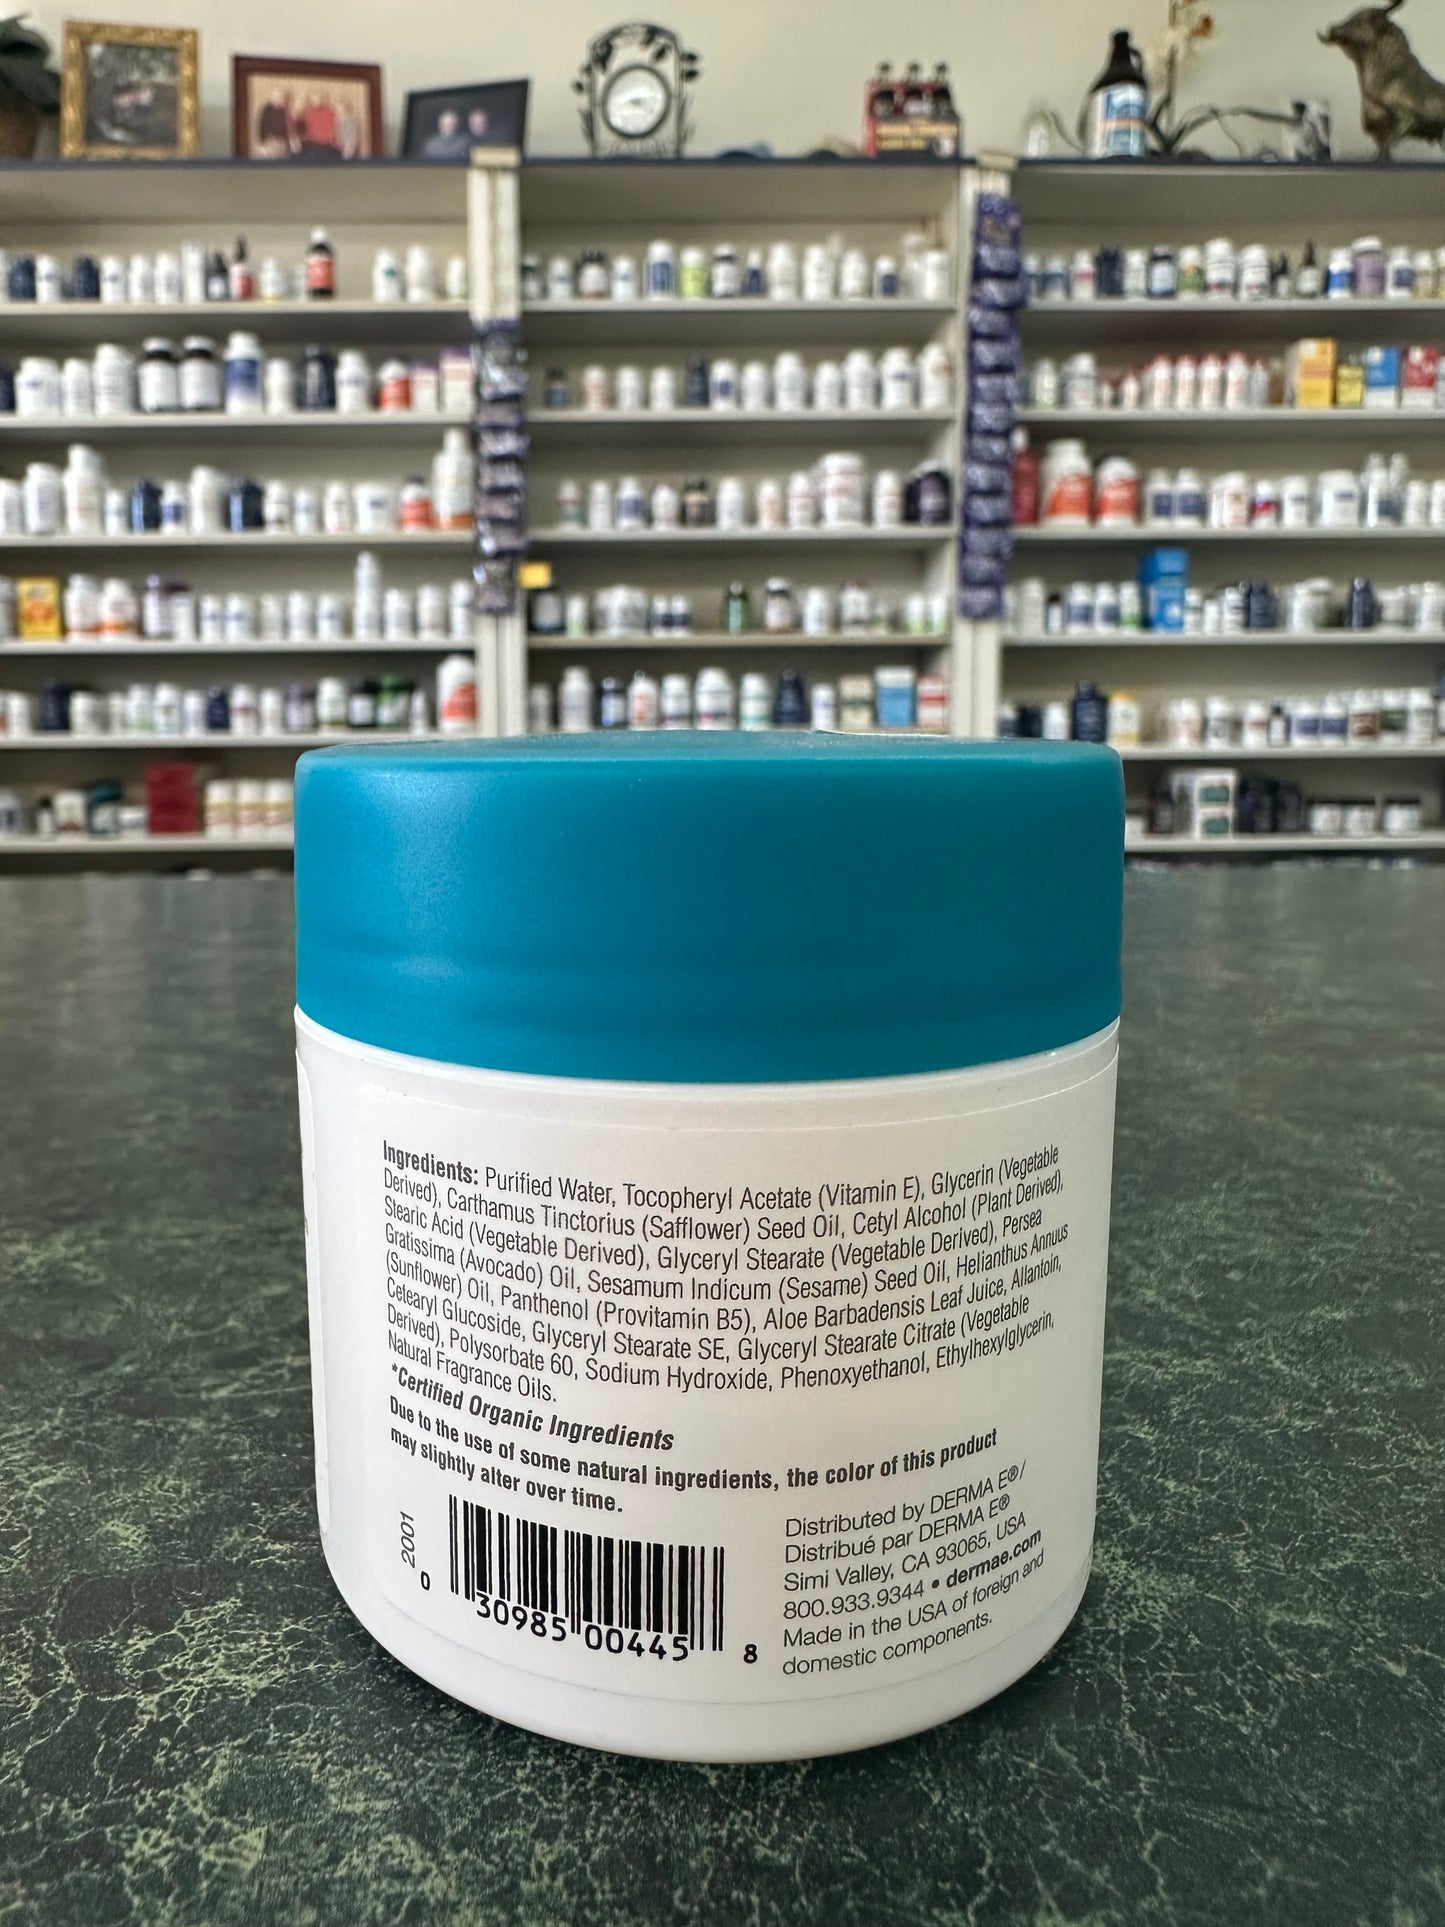 Ingredients: Purified Water, Tocopheryl Acetate (Vitamin E), Glycerin (Vegetable
Derived), Carthamus Tinctorius (Safflower) Seed Oil, Cetyl Alcohol (Plant Derived),
Stearic Acid (Vegetable Derived), Glyceryl Stearate (Vegetable Derived), Persea
Gratissima (Avocado) Oil, Sesamum Indicum (Sesame) Seed Oil, Helianthus Annuus
(Sunflower) Oil, Panthenol (Provitamin B5), Aloe Barbadensis Leaf Juice, Allantoin,
Cetearyl Glucoside, Glyceryl Stearate SE, Glyceryl Stearate Citrate (Vegetable
Derived), Polysorbate 60, Sodium Hydroxide, Phenoxyethanol, Ethylhexylglycerin,
Natural Fragrance Oils.
*Certified Organic Ingredients
Due to the use of some natural ingredients, the color of this product
may slightly alter over time.
2001
0 30985 00445 8
Distributed by DERMA E®/
Distribué par DERMA E®
Simi Valley, CA 93065, USA
800.933.9344 • dermae.com
Made in the USA of foreign and
domestic components.